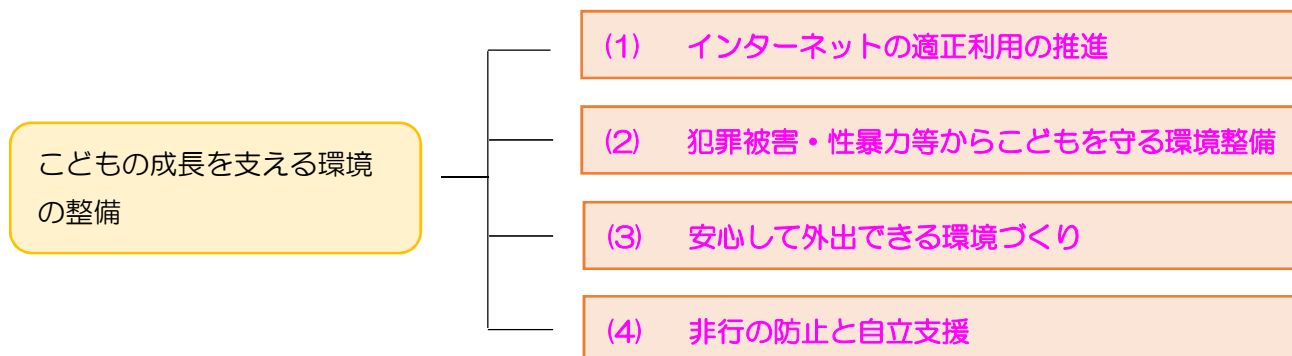 こどもの成長を支える環境
の整備
(1) インターネットの適正利用の推進
(2) 犯罪被害・性暴力等からこどもを守る環境整備
(3) 安心して外出できる環境づくり
(4) 非行の防止と自立支援